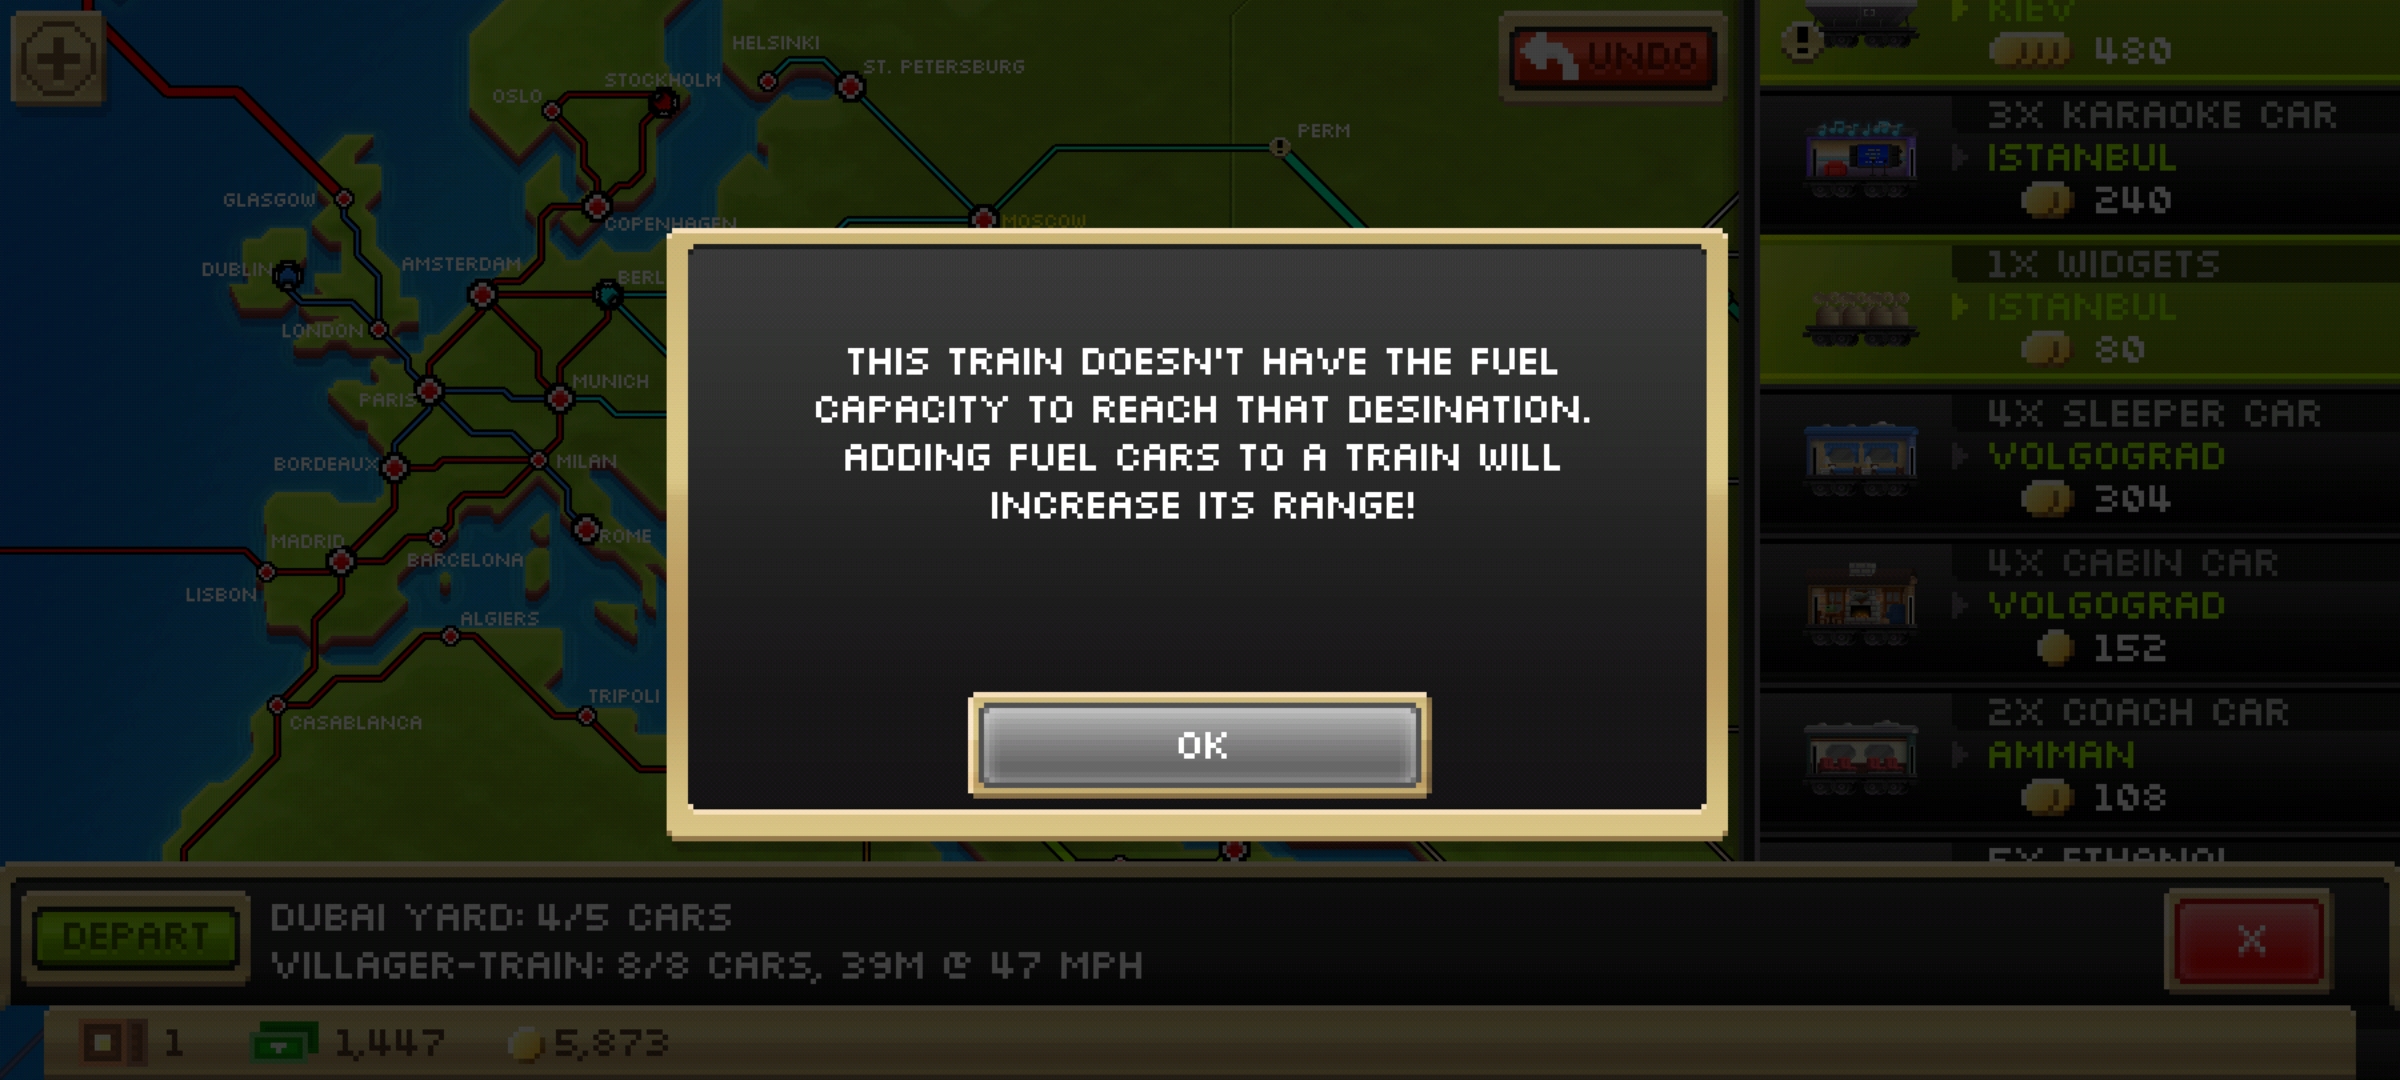 HELSINKI
ST. PETERSBURG
STOCKHOLM
OSLO
PERM
GLASGOW
COPENHAGEN
MOSCOW
DUBLIN
AMSTERDAM
BERL
LONDON
MUNICH
PARIS
BORDEAUX
MILAN
MADRID
ROME
BARCELONA
LISBON
ALGIERS
TRIPOLI
CASABLANCA
UNDO
THIS TRAIN DOESN'T HAVE THE FUEL
CAPACITY TO REACH THAT DESINATION.
ADDING FUEL CARS TO A TRAIN WILL
INCREASE ITS RANGE!
OK
KIEV
480
3X KARAOKE CAR
ISTANBUL
240
1X WIDGETS
ISTANBUL
80
4X SLEEPER CAR
VOLGOGRAD
304
4X CABIN CAR
VOLGOGRAD
152
2X COACH CAR
AMMAN
108
5X ETHANOL
DEPART
DUBAI YARD: 4/5 CARS
VILLAGER-TRAIN: 8/8 CARS, 39M @ 47 MPH
X
1 1,447 5,873